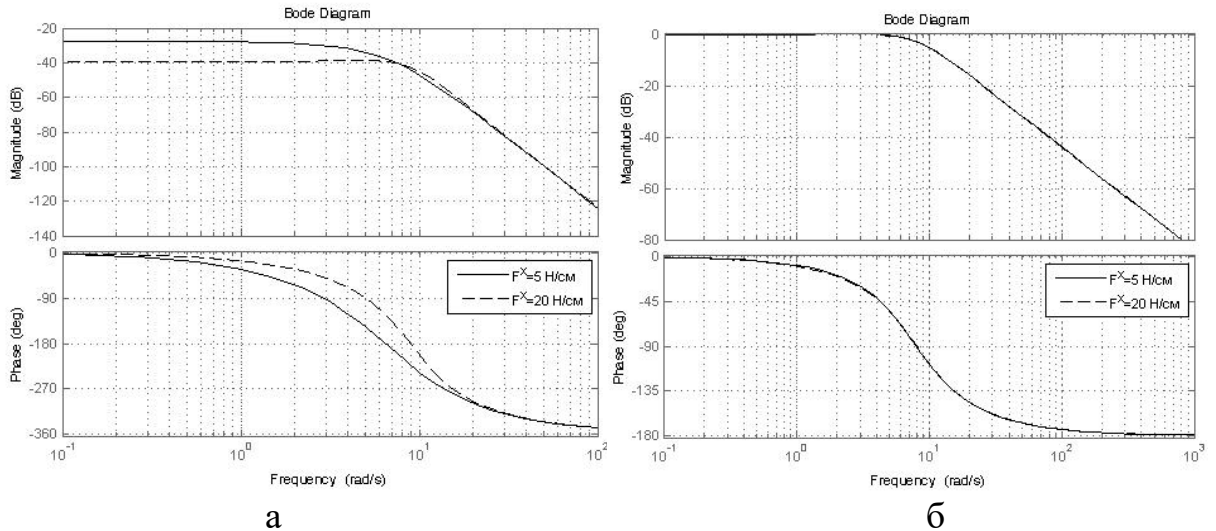 Bode Diagram
-20
-40
-60
-80
-100
-120
-140
Magnitude (dB)
0
-90
-180
-270
-360
Phase (deg)
F^X=5 Н/см
F^X=20 Н/см
10^-1
10^0
10^1
10^2
Frequency (rad/s)
а
Bode Diagram
0
-20
-40
-60
-80
Magnitude (dB)
0
-45
-90
-135
-180
Phase (deg)
F^X=5 Н/см
F^X=20 Н/см
10^-1
10^0
10^1
10^2
10^3
Frequency (rad/s)
б